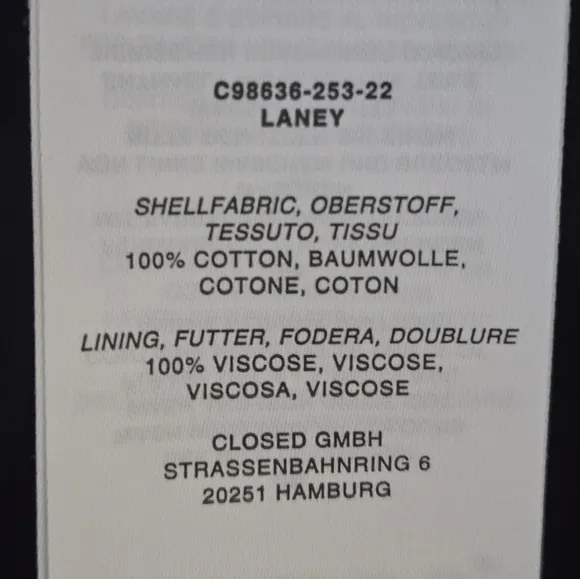 C98636-253-22
LANEY
SHELLFABRIC, OBERSTOFF,
TESSUTO, TISSU
100% COTTON, BAUMWOLLE,
COTONE, COTON
LINING, FUTTER, FODERA, DOUBLURE
100% VISCOSE, VISCOSE,
VISCOSA, VISCOSE
CLOSED GMBH
STRASSENBAHNRING 6
20251 HAMBURG